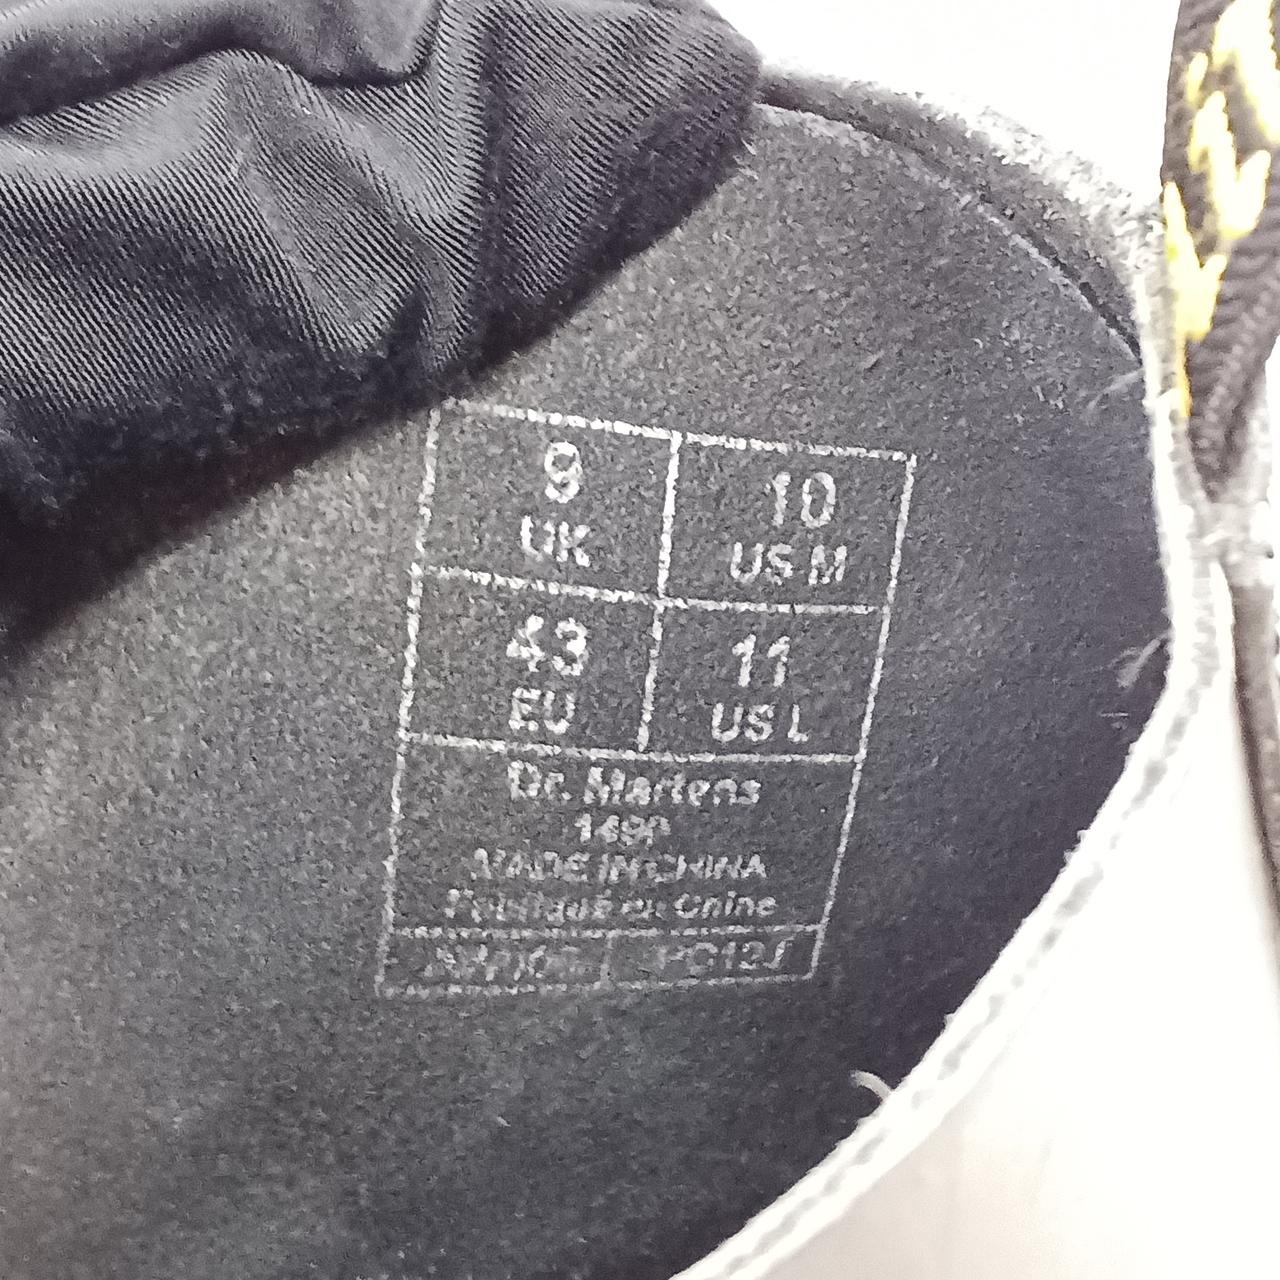 9 10
UK US M
43 11
EU US L
Dr. Martens
1490
MADE IN CHINA
Fabriqué en Chine